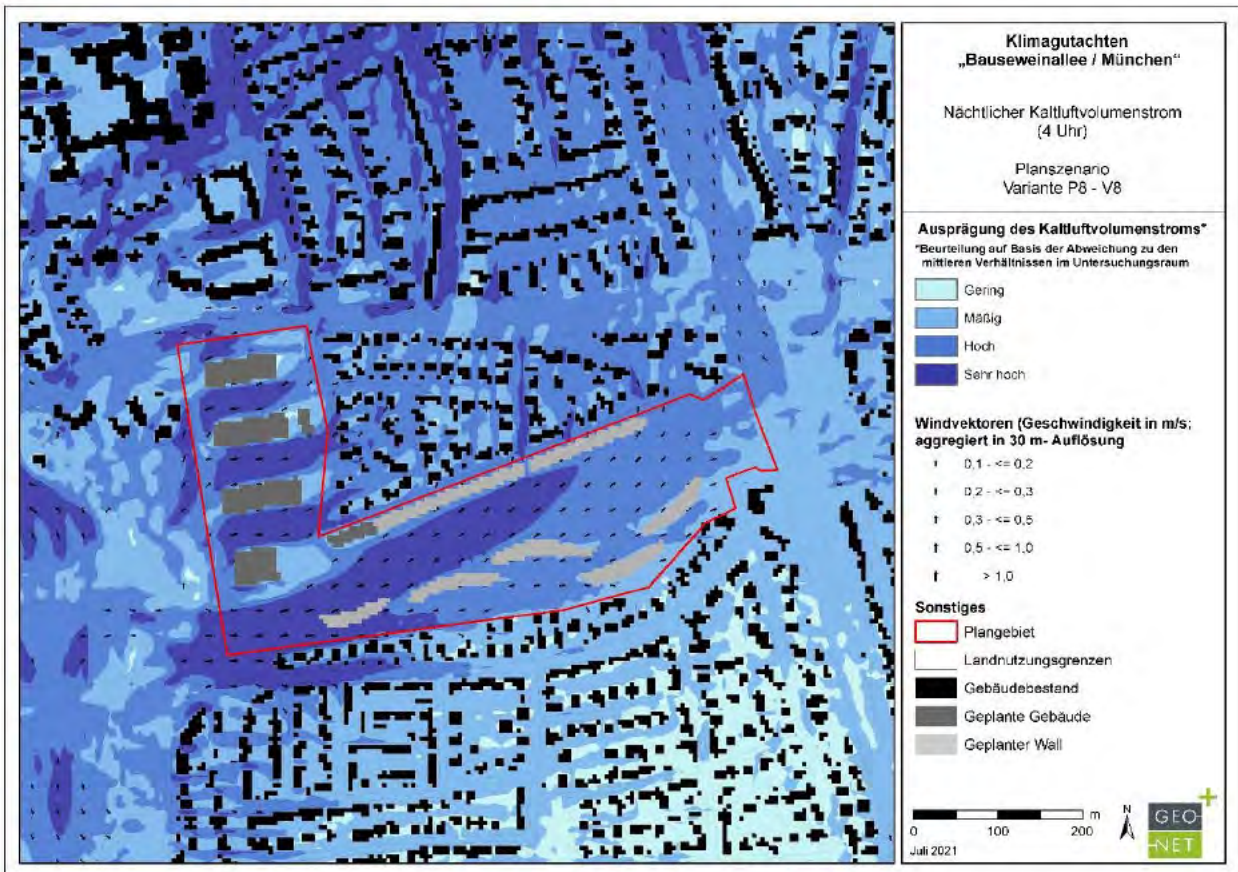 Klimagutachten
„Bauseweinallee / München“
Nächtlicher Kaltluftvolumenstrom
(4 Uhr)
Planszenario
Variante P8 - V8
Ausprägung des Kaltluftvolumenstroms*
*Beurteilung auf Basis der Abweichung zu den
mittleren Verhältnissen im Untersuchungsraum
Gering
Mäßig
Hoch
Sehr hoch
Windvektoren (Geschwindigkeit in m/s;
aggregiert in 30 m- Auflösung
0,1 - <= 0,2
0,2 - <= 0,3
0,3 - <= 0,5
0,5 - <= 1,0
> 1,0
Sonstiges
Plangebiet
Landnutzungsgrenzen
Gebäudebestand
Geplante Gebäude
Geplanter Wall
m
0 100 200
N
Juli 2021
GEO-
-NET